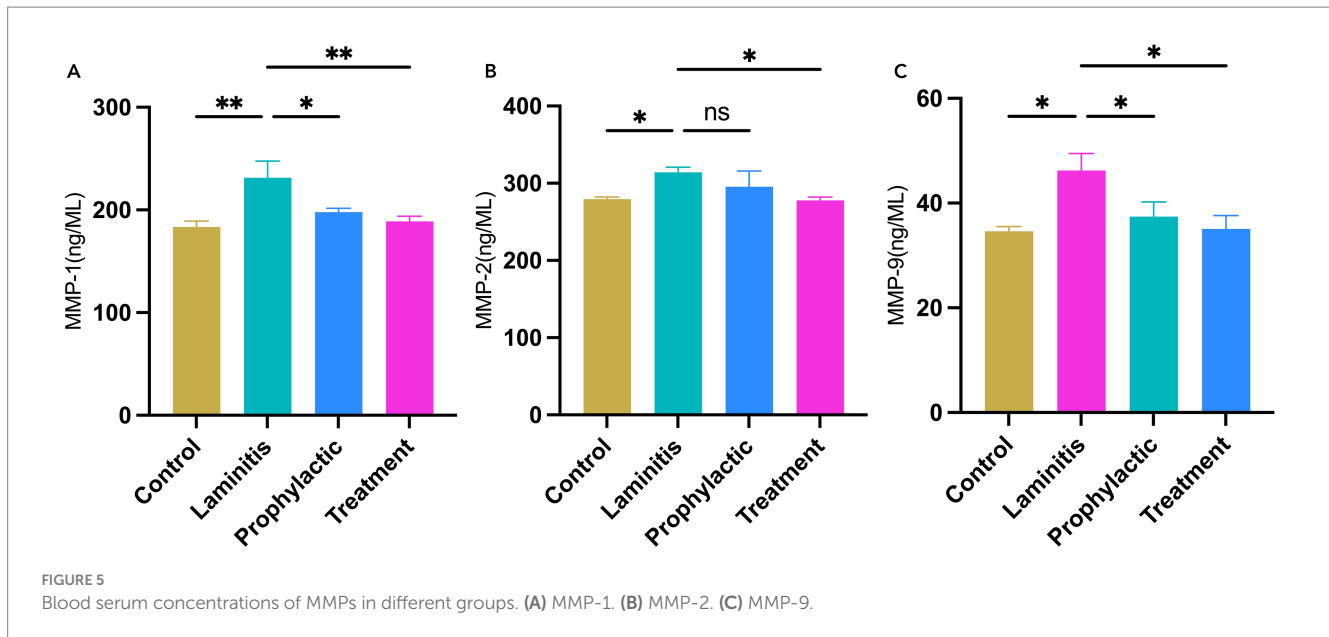 A
**
**
*
MMP-1(ng/ML)
300
200
100
0
Control
Laminitis
Prophylactic
Treatment
B
*
*
ns
MMP-2(ng/ML)
400
300
200
100
0
Control
Laminitis
Prophylactic
Treatment
C
*
*
*
MMP-9(ng/ML)
60
40
20
0
Control
Laminitis
Prophylactic
Treatment
FIGURE 5
Blood serum concentrations of MMPs in different groups. (A) MMP-1. (B) MMP-2. (C) MMP-9.